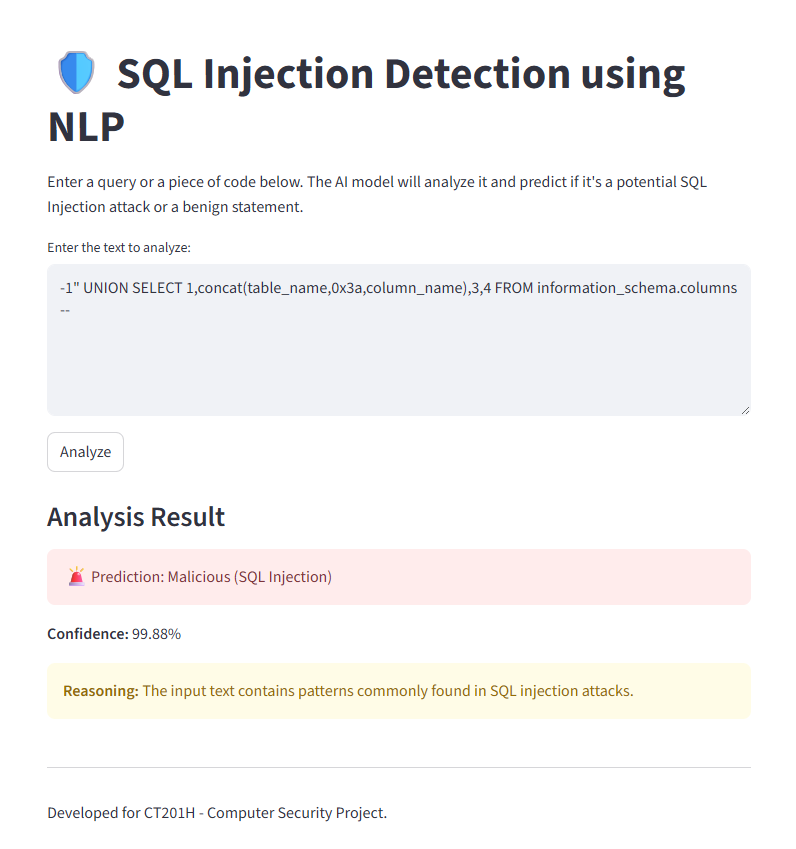 SQL Injection Detection using
NLP
Enter a query or a piece of code below. The AI model will analyze it and predict if it's a potential SQL
Injection attack or a benign statement.
Enter the text to analyze:
-1" UNION SELECT 1,concat(table_name,0x3a,column_name),3,4 FROM information_schema.columns
--
Analyze
Analysis Result
🚨 Prediction: Malicious (SQL Injection)
Confidence: 99.88%
Reasoning: The input text contains patterns commonly found in SQL injection attacks.
Developed for CT201H - Computer Security Project.